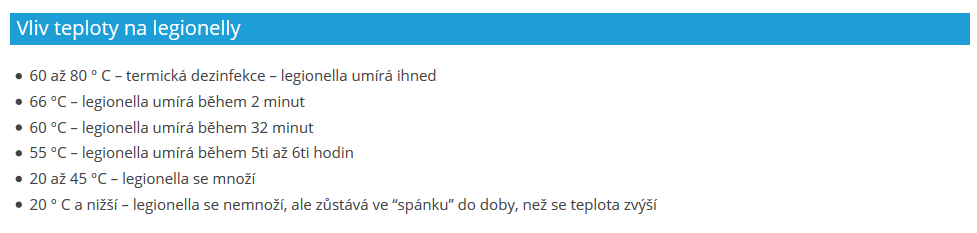 Vliv teploty na legionelly
● 60 až 80 ° C – termická dezinfekce – legionella umírá ihned
● 66 °C – legionella umírá během 2 minut
● 60 °C – legionella umírá během 32 minut
● 55 °C – legionella umírá během 5ti až 6ti hodin
● 20 až 45 °C – legionella se množí
● 20 ° C a nižší – legionella se nemnoží, ale zůstává ve “spánku” do doby, než se teplota zvýší